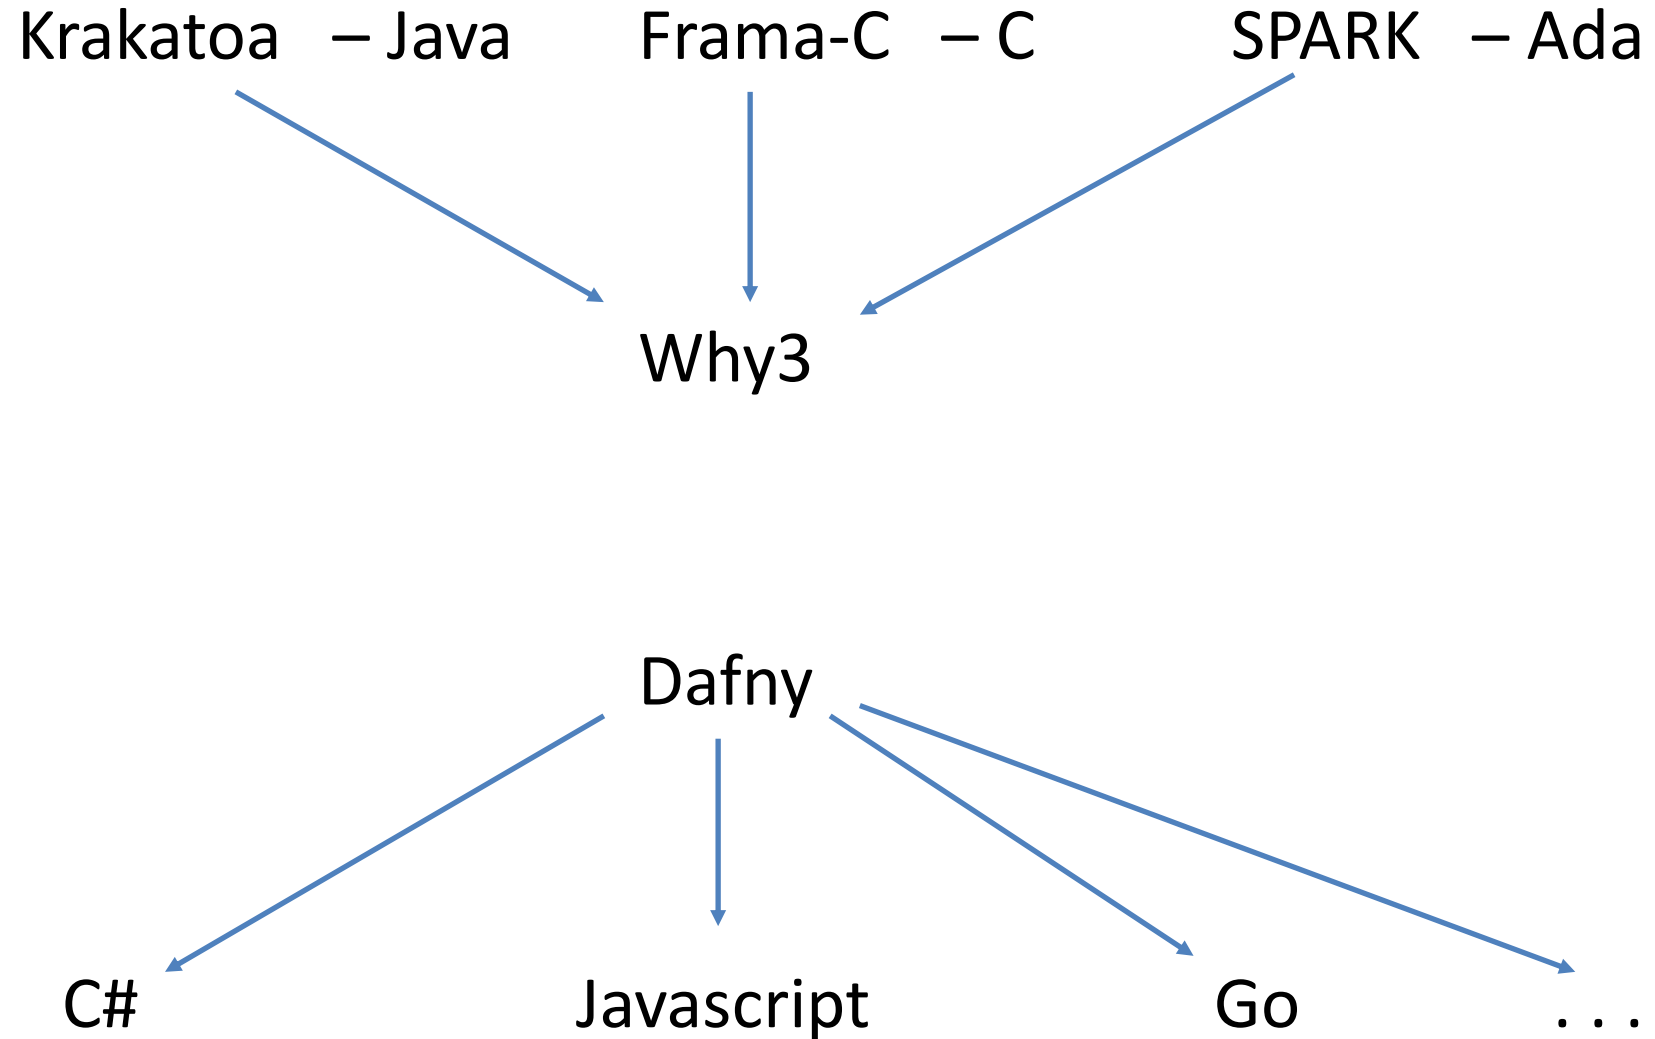 Krakatoa – Java Frama-C – C SPARK – Ada
Why3
Dafny
C# Javascript Go . . .